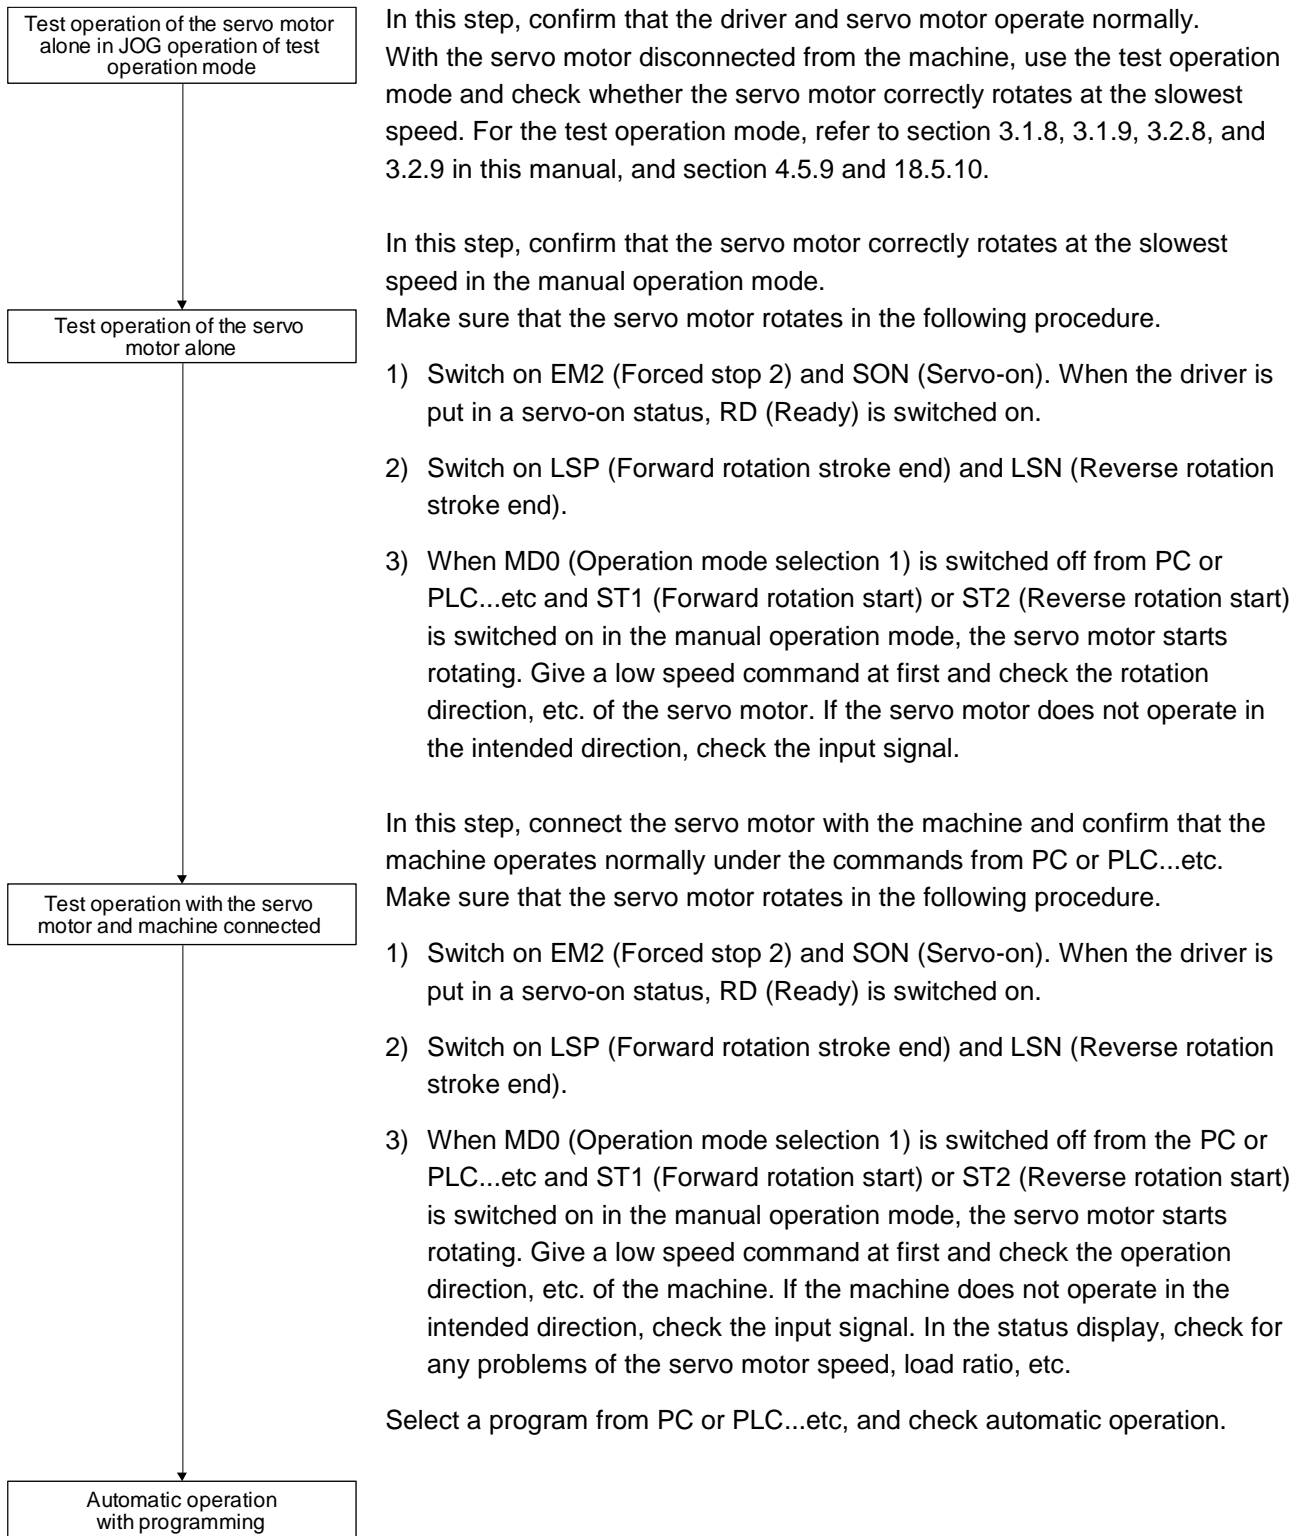 Test operation of the servo motor
alone in JOG operation of test
operation mode
In this step, confirm that the driver and servo motor operate normally.
With the servo motor disconnected from the machine, use the test operation
mode and check whether the servo motor correctly rotates at the slowest
speed. For the test operation mode, refer to section 3.1.8, 3.1.9, 3.2.8, and
3.2.9 in this manual, and section 4.5.9 and 18.5.10.
Test operation of the servo
motor alone
In this step, confirm that the servo motor correctly rotates at the slowest
speed in the manual operation mode.
Make sure that the servo motor rotates in the following procedure.
1) Switch on EM2 (Forced stop 2) and SON (Servo-on). When the driver is
put in a servo-on status, RD (Ready) is switched on.
2) Switch on LSP (Forward rotation stroke end) and LSN (Reverse rotation
stroke end).
3) When MD0 (Operation mode selection 1) is switched off from PC or
PLC...etc and ST1 (Forward rotation start) or ST2 (Reverse rotation start)
is switched on in the manual operation mode, the servo motor starts
rotating. Give a low speed command at first and check the rotation
direction, etc. of the servo motor. If the servo motor does not operate in
the intended direction, check the input signal.
Test operation with the servo
motor and machine connected
In this step, connect the servo motor with the machine and confirm that the
machine operates normally under the commands from PC or PLC...etc.
Make sure that the servo motor rotates in the following procedure.
1) Switch on EM2 (Forced stop 2) and SON (Servo-on). When the driver is
put in a servo-on status, RD (Ready) is switched on.
2) Switch on LSP (Forward rotation stroke end) and LSN (Reverse rotation
stroke end).
3) When MD0 (Operation mode selection 1) is switched off from the PC or
PLC...etc and ST1 (Forward rotation start) or ST2 (Reverse rotation start)
is switched on in the manual operation mode, the servo motor starts
rotating. Give a low speed command at first and check the operation
direction, etc. of the machine. If the machine does not operate in the
intended direction, check the input signal. In the status display, check for
any problems of the servo motor speed, load ratio, etc.
Select a program from PC or PLC...etc, and check automatic operation.
Automatic operation
with programming